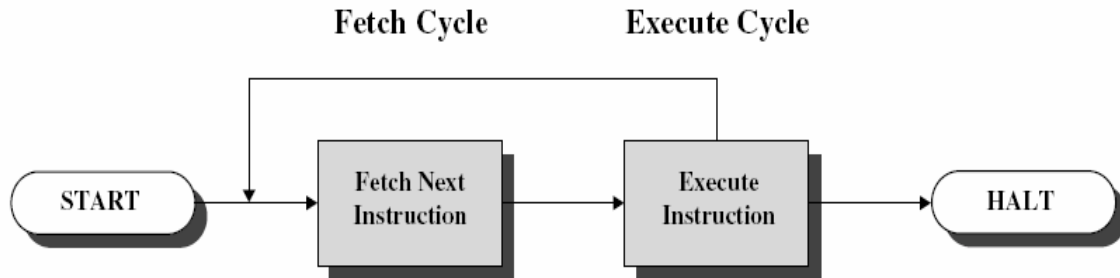 Fetch Cycle
Execute Cycle
START
Fetch Next
Instruction
Execute
Instruction
HALT